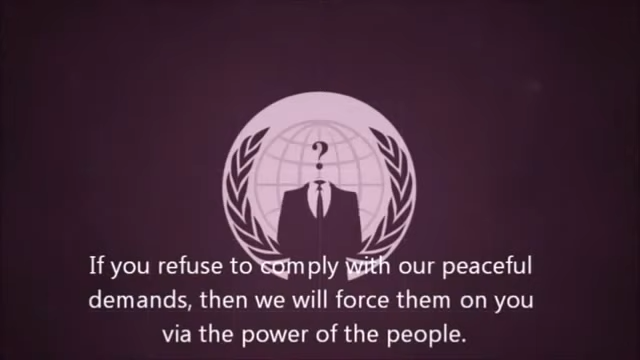 ?
If you refuse to comply with our peaceful
demands, then we will force them on you
via the power of the people.